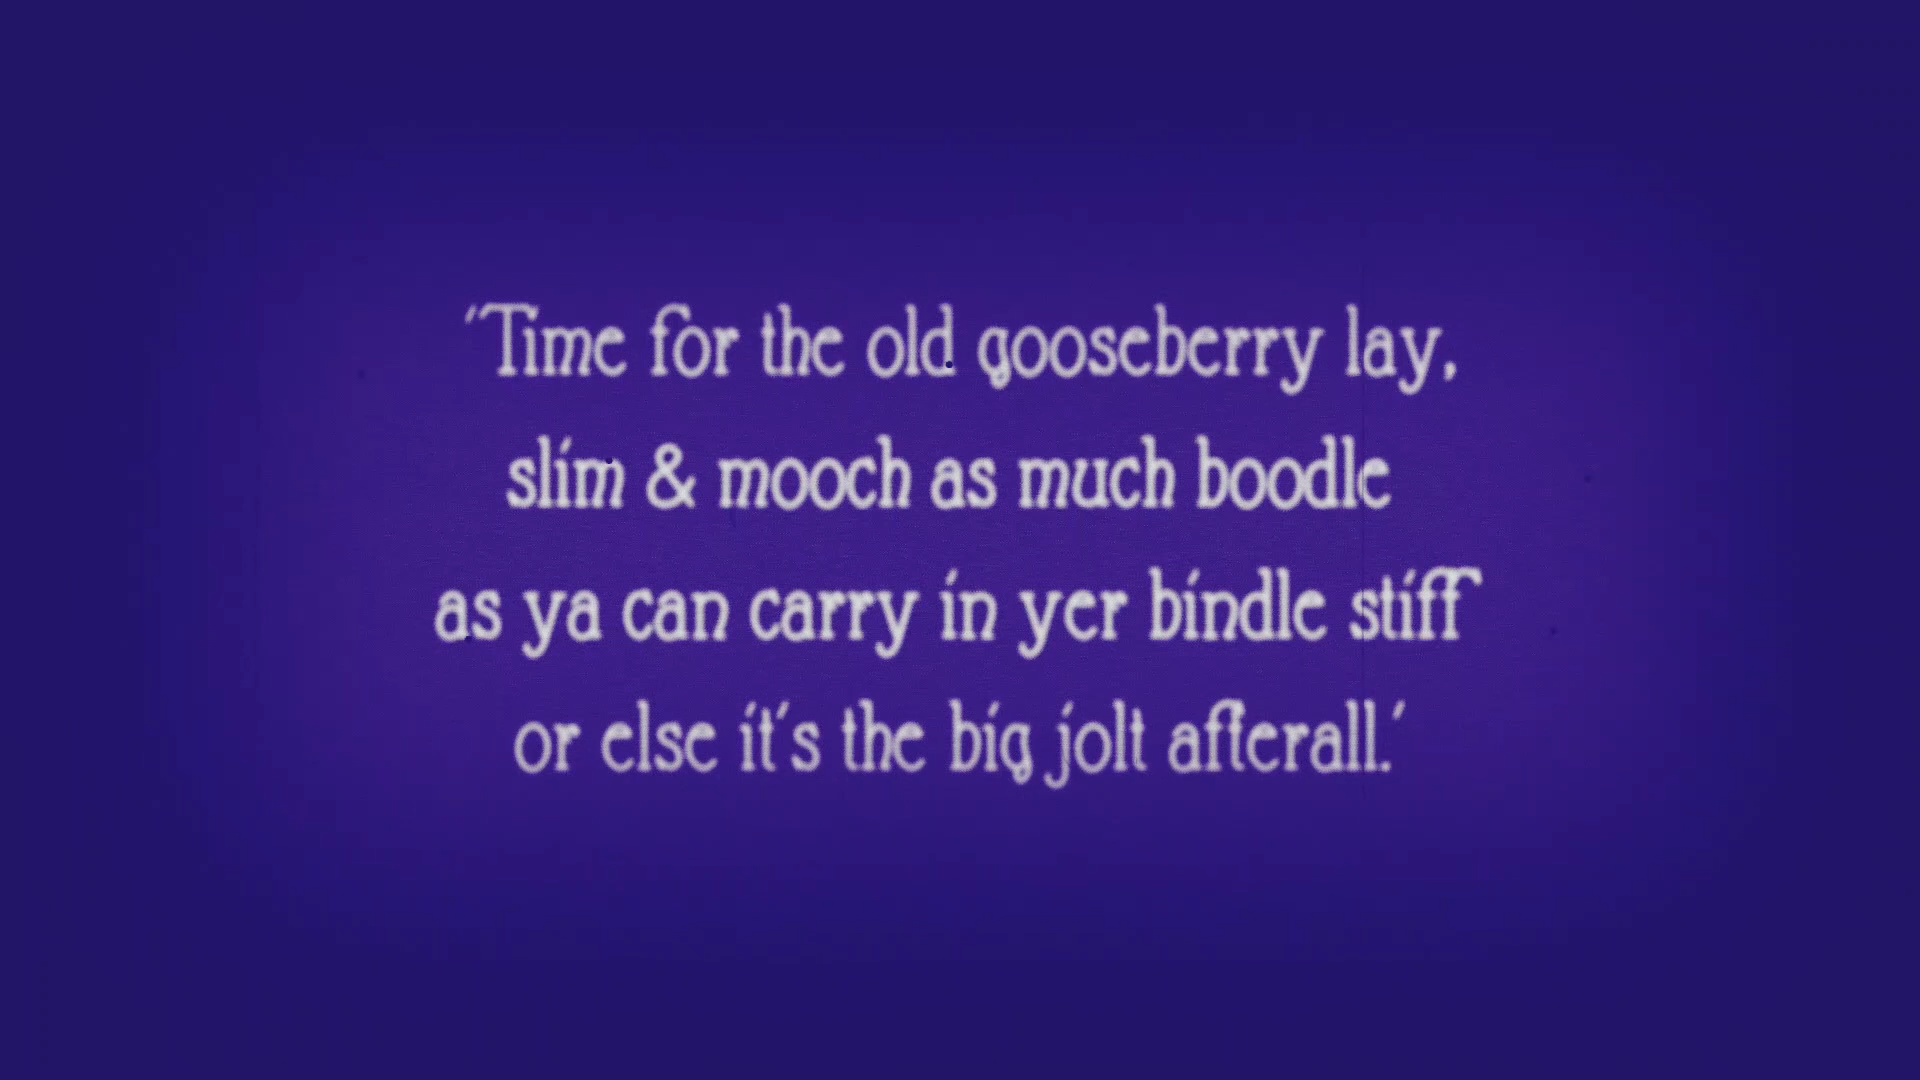 'Time for the old gooseberry lay,
slim & mooch as much boodle
as ya can carry in yer bindle stiff
or else it's the big jolt afterall.'